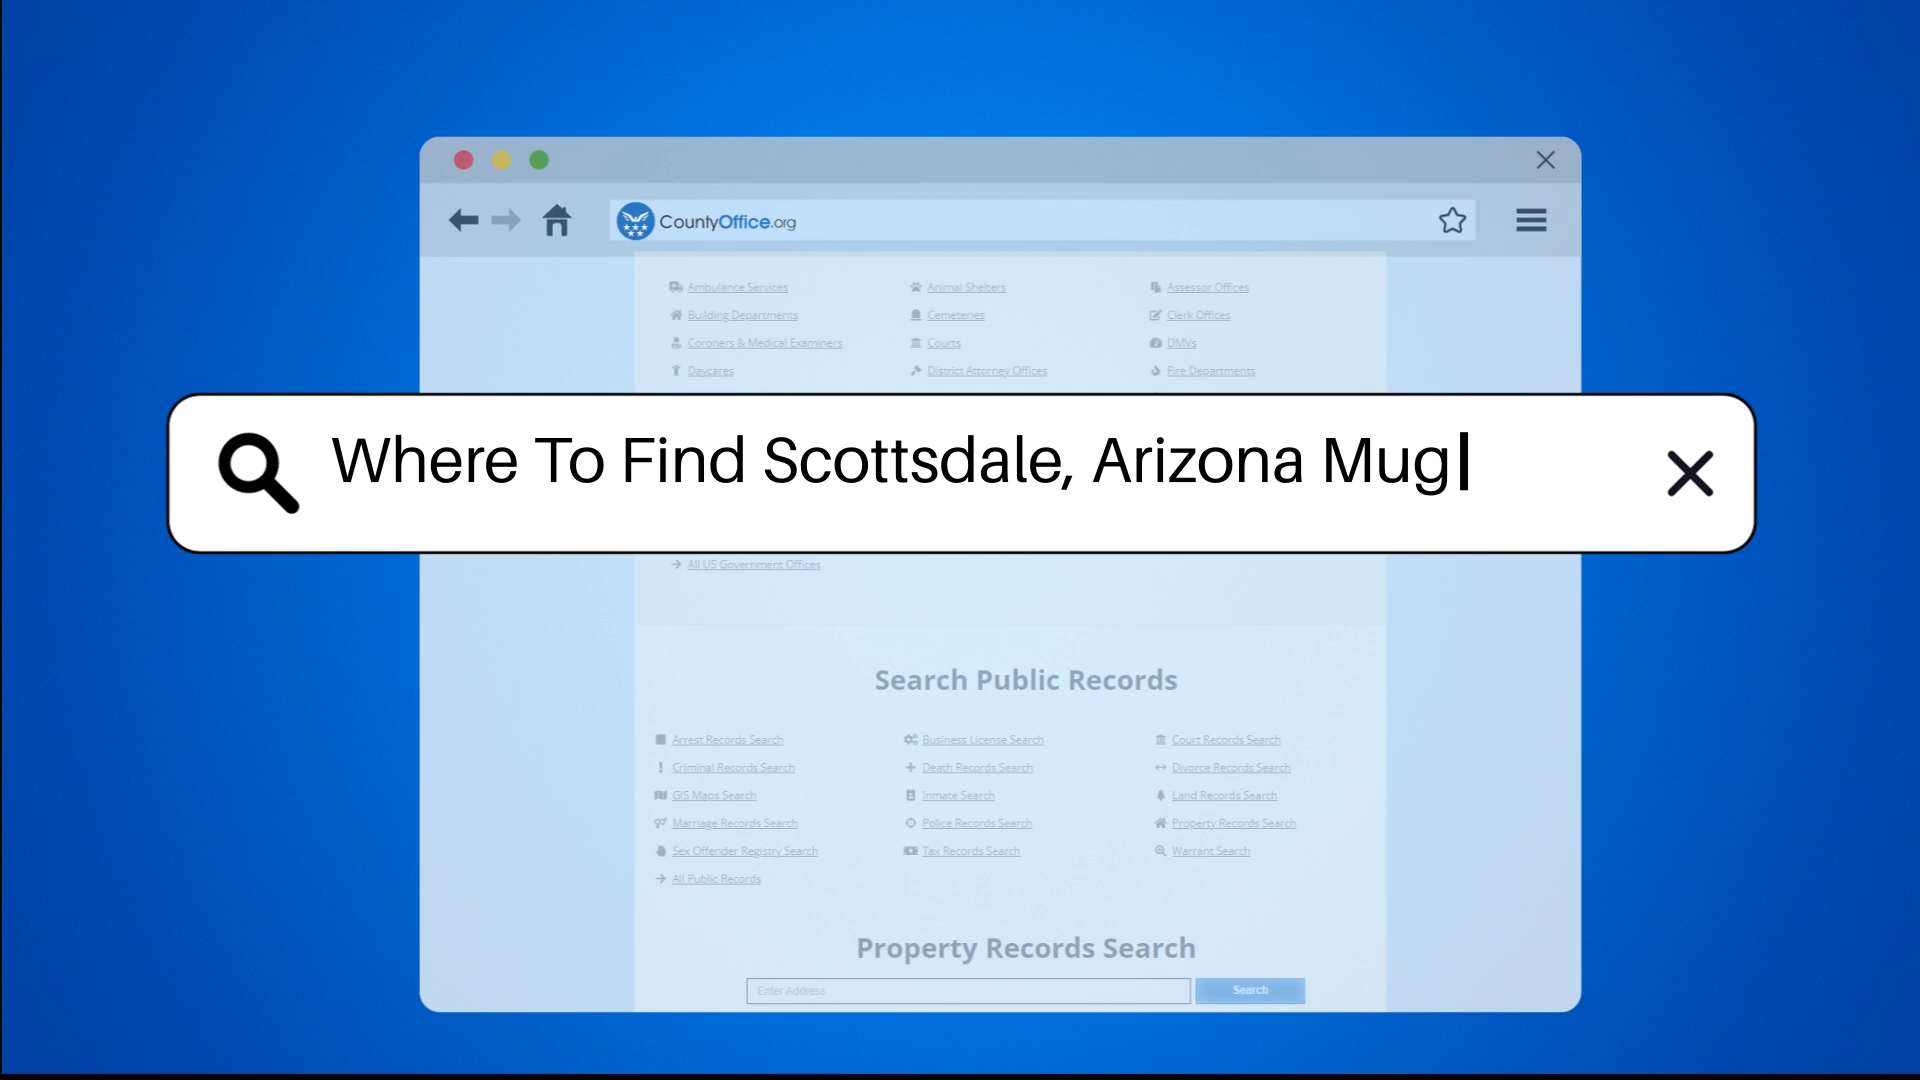 CountyOffice.org
Ambulance Services Animal Shelters Assessor Offices
Building Departments Cemeteries Clerk Offices
Coroners & Medical Examiners Courts DMVs
Daycares District Attorney Offices Fire Departments
Where To Find Scottsdale, Arizona Mug
All US Government Offices
Search Public Records
Arrest Records Search Business License Search Court Records Search
Criminal Records Search Death Records Search Divorce Records Search
GIS Maps Search Inmate Search Land Records Search
Marriage Records Search Police Records Search Property Records Search
Sex Offender Registry Search Tax Records Search Warrant Search
All Public Records
Property Records Search
Enter Address Search